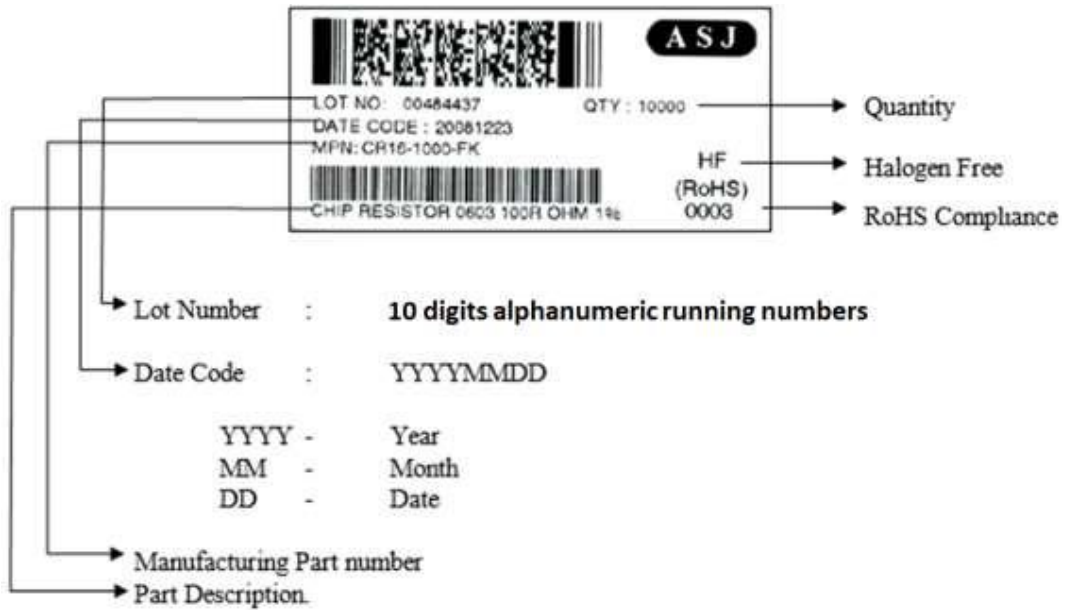 ASJ
LOT NO: 00484437 QTY : 10000 Quantity
DATE CODE : 20081223
MPN: CR16-1000-FK
HF Halogen Free
(RoHS)
CHIP RESISTOR 0603 100R OHM 1% 0003 RoHS Compliance
Lot Number : 10 digits alphanumeric running numbers
Date Code : YYYYMMDD
YYYY - Year
MM - Month
DD - Date
Manufacturing Part number
Part Description.